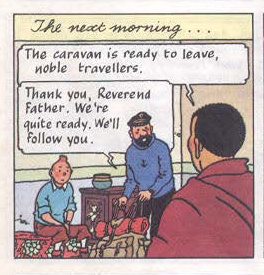 The next morning...
The caravan is ready to leave,
noble travellers.
Thank you, Reverend
Father. We're
quite ready. We'll
follow you.